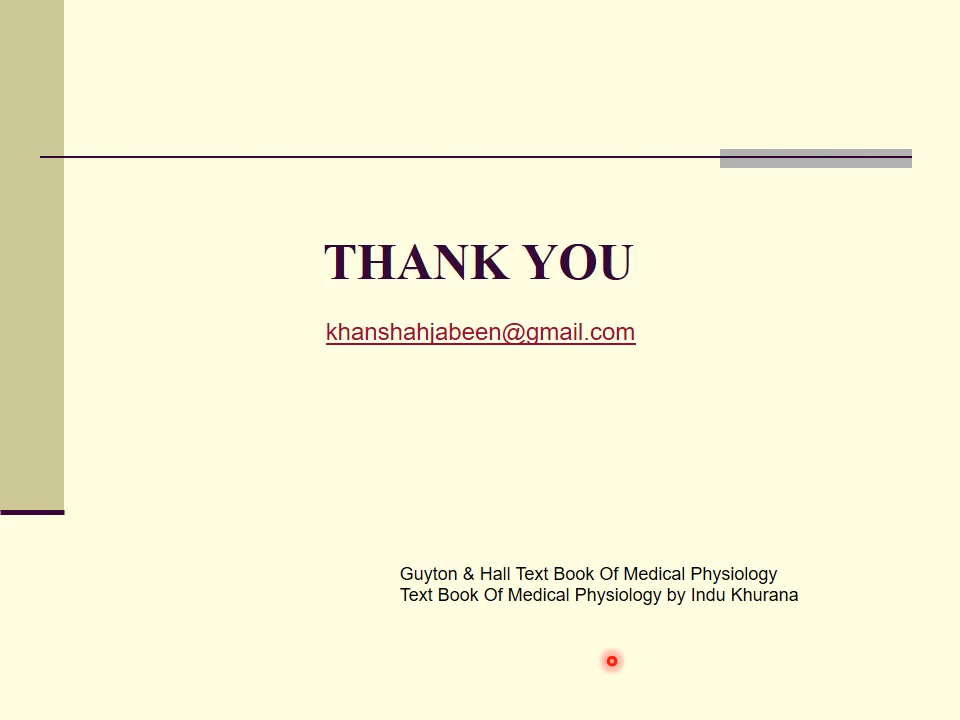 THANK YOU
khanshahjabeen@gmail.com
Guyton & Hall Text Book Of Medical Physiology
Text Book Of Medical Physiology by Indu Khurana